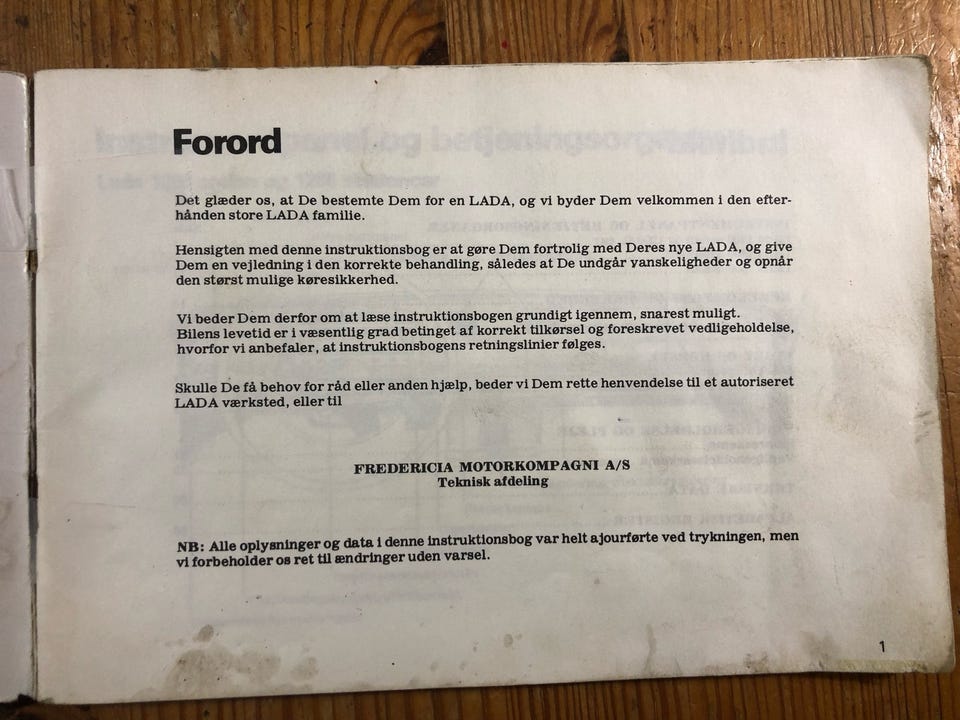 Forord
Det glæder os, at De bestemte Dem for en LADA, og vi byder Dem velkommen i den efter-
hånden store LADA familie.
Hensigten med denne instruktionsbog er at gøre Dem fortrolig med Deres nye LADA, og give
Dem en vejledning i den korrekte behandling, således at De undgår vanskeligheder og opnår
den størst mulige køresikkerhed.
Vi beder Dem derfor om at læse instruktionsbogen grundigt igennem, snarest muligt.
Bilens levetid er i væsentlig grad betinget af korrekt tilkørsel og foreskrevet vedligeholdelse,
hvorfor vi anbefaler, at instruktionsbogens retningslinier følges.
Skulle De få behov for råd eller anden hjælp, beder vi Dem rette henvendelse til et autoriseret
LADA værksted, eller til
FREDERICIA MOTORKOMPAGNI A/S
Teknisk afdeling
NB: Alle oplysninger og data i denne instruktionsbog var helt ajourførte ved trykningen, men
vi forbeholder os ret til ændringer uden varsel.
1